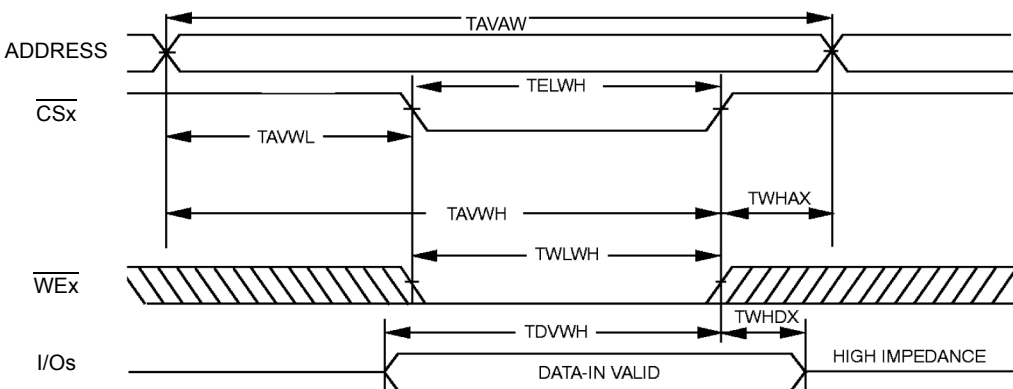 TAVAW
ADDRESS
TELWH
CSx
TAVWL
TAVWH
TWHAX
TWLWH
WEx
TDVWH
TWHDX
I/Os
DATA-IN VALID
HIGH IMPEDANCE